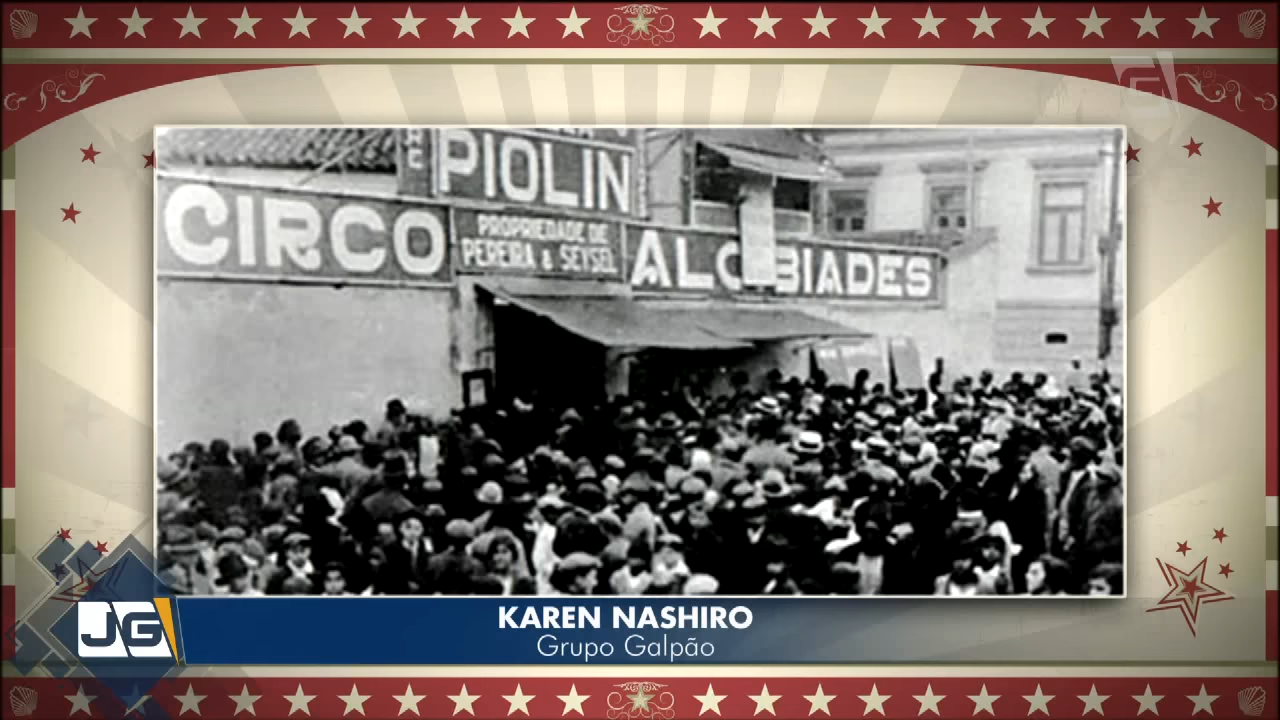 PIOLIN
CIRCO
PROPRIEDADE DE
PEREIRA & SEYSEL
ALCIBIADES
JG
KAREN NASHIRO
Grupo Galpão